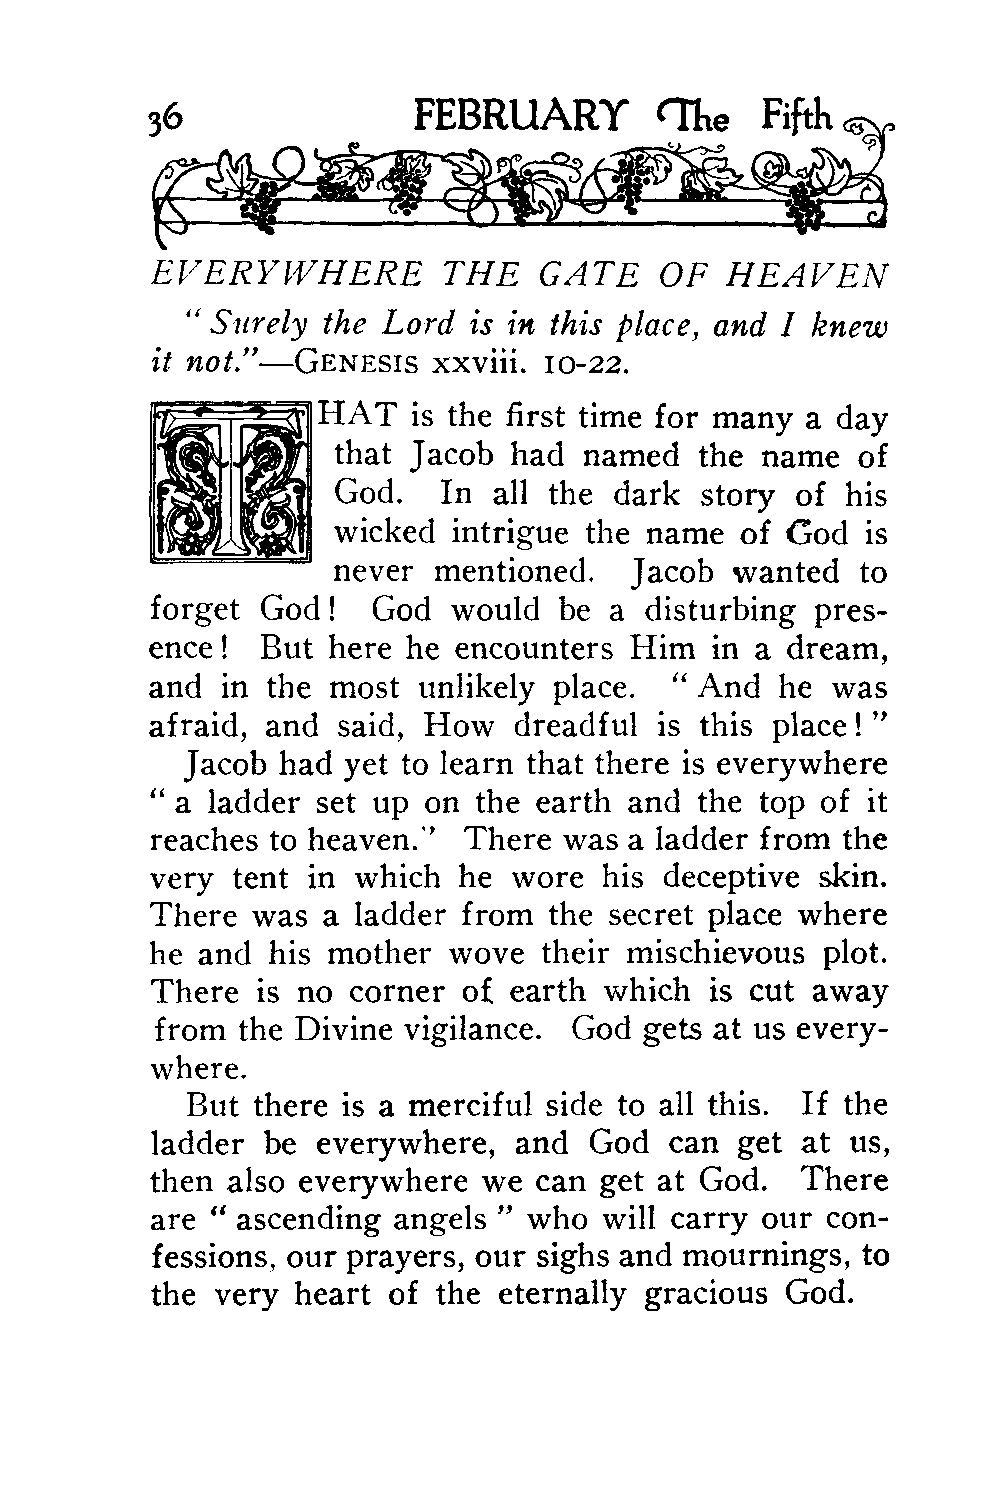 36 FEBRUARY The Fifth
EVERYWHERE THE GATE OF HEAVEN
“Surely the Lord is in this place, and I knew
it not.”—GENESIS xxviii. 10-22.
THAT is the first time for many a day
that Jacob had named the name of
God. In all the dark story of his
wicked intrigue the name of God is
never mentioned. Jacob wanted to
forget God! God would be a disturbing pres-
ence! But here he encounters Him in a dream,
and in the most unlikely place. “And he was
afraid, and said, How dreadful is this place!”
Jacob had yet to learn that there is everywhere
“a ladder set up on the earth and the top of it
reaches to heaven.” There was a ladder from the
very tent in which he wore his deceptive skin.
There was a ladder from the secret place where
he and his mother wove their mischievous plot.
There is no corner of earth which is cut away
from the Divine vigilance. God gets at us every-
where.
But there is a merciful side to all this. If the
ladder be everywhere, and God can get at us,
then also everywhere we can get at God. There
are “ascending angels” who will carry our con-
fessions, our prayers, our sighs and mournings, to
the very heart of the eternally gracious God.